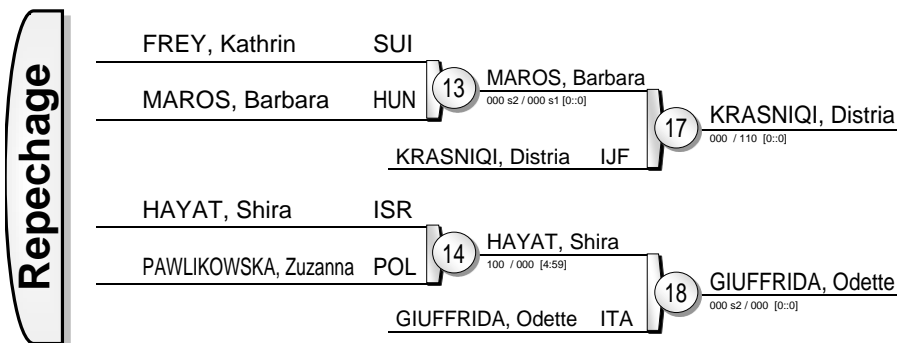 Repechage
FREY, Kathrin SUI
MAROS, Barbara HUN
13
MAROS, Barbara
000 s2 / 000 s1 [0::0]
KRASNIQI, Distria IJF
17
KRASNIQI, Distria
000 / 110 [0::0]
HAYAT, Shira ISR
PAWLIKOWSKA, Zuzanna POL
14
HAYAT, Shira
100 / 000 [4:59]
GIUFFRIDA, Odette ITA
18
GIUFFRIDA, Odette
000 s2 / 000 [0::0]